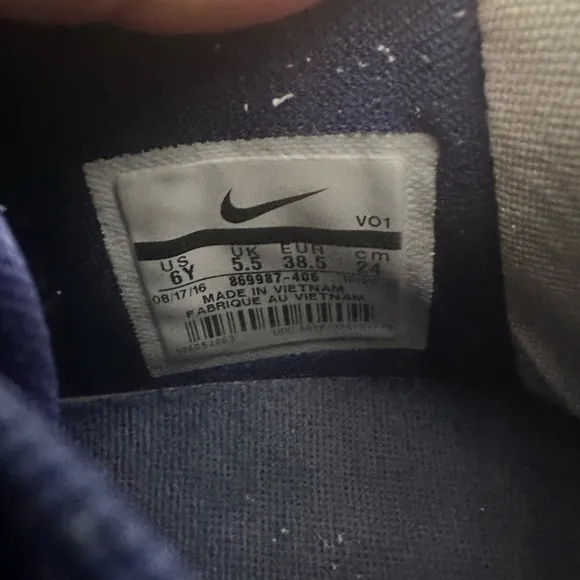 VO1
US UK EUR cm
6Y 5.5 38.5 24
869987-406
08/17/16
MADE IN VIETNAM
FABRIQUE AU VIETNAM